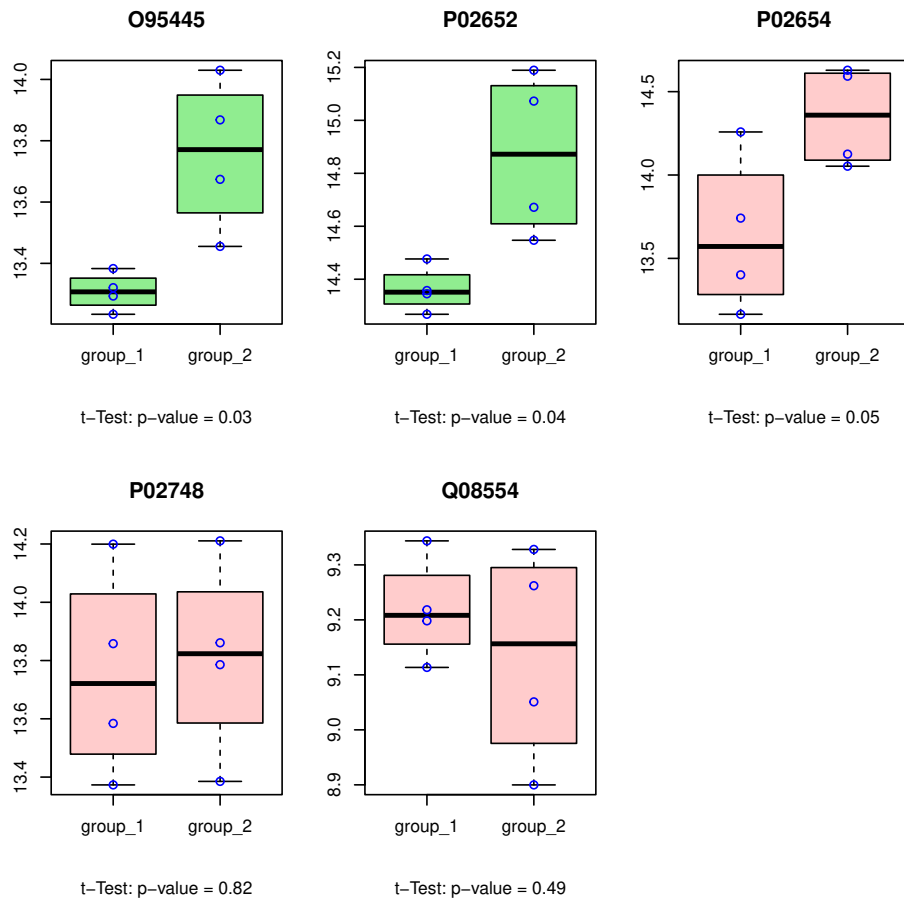 O95445
14.0
13.8
13.6
13.4
group_1 group_2
t−Test: p−value = 0.03
P02652
15.2
15.0
14.8
14.6
14.4
group_1 group_2
t−Test: p−value = 0.04
P02654
14.5
14.0
13.5
group_1 group_2
t−Test: p−value = 0.05
P02748
14.2
14.0
13.8
13.6
13.4
group_1 group_2
t−Test: p−value = 0.82
Q08554
9.3
9.2
9.1
9.0
8.9
group_1 group_2
t−Test: p−value = 0.49